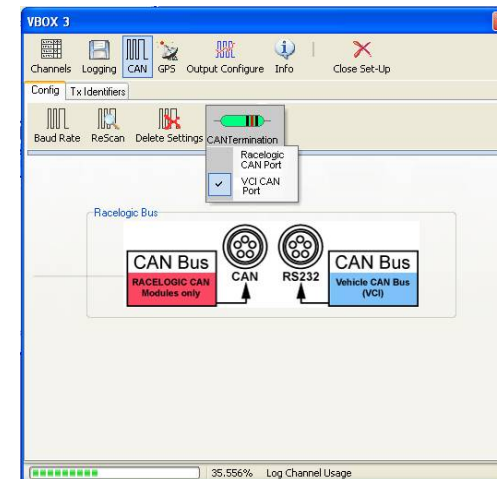 VBOX 3
Channels Logging CAN GPS Output Configure Info Close Set-Up
Config Tx Identifiers
Baud Rate ReScan Delete Settings CANTermination
Racelogic
CAN Port
VCI CAN
Port
Racelogic Bus
CAN Bus
RACELOGIC CAN
Modules only
CAN
RS232
CAN Bus
Vehicle CAN Bus
(VCI)
35.556% Log Channel Usage